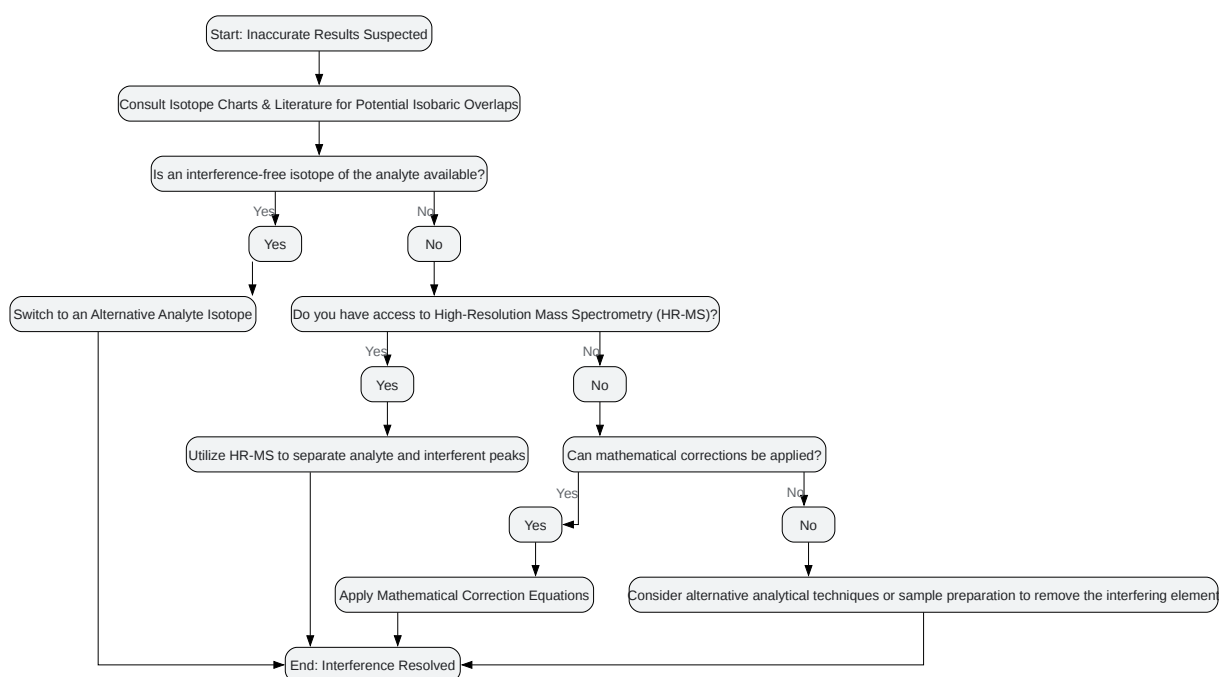 Start: Inaccurate Results Suspected
Consult Isotope Charts & Literature for Potential Isobaric Overlaps
Is an interference-free isotope of the analyte available?
Yes
No
Yes
No
Switch to an Alternative Analyte Isotope
Do you have access to High-Resolution Mass Spectrometry (HR-MS)?
Yes
No
Yes
No
Utilize HR-MS to separate analyte and interferent peaks
Can mathematical corrections be applied?
Yes
No
Yes
No
Apply Mathematical Correction Equations
Consider alternative analytical techniques or sample preparation to remove the interfering element
End: Interference Resolved